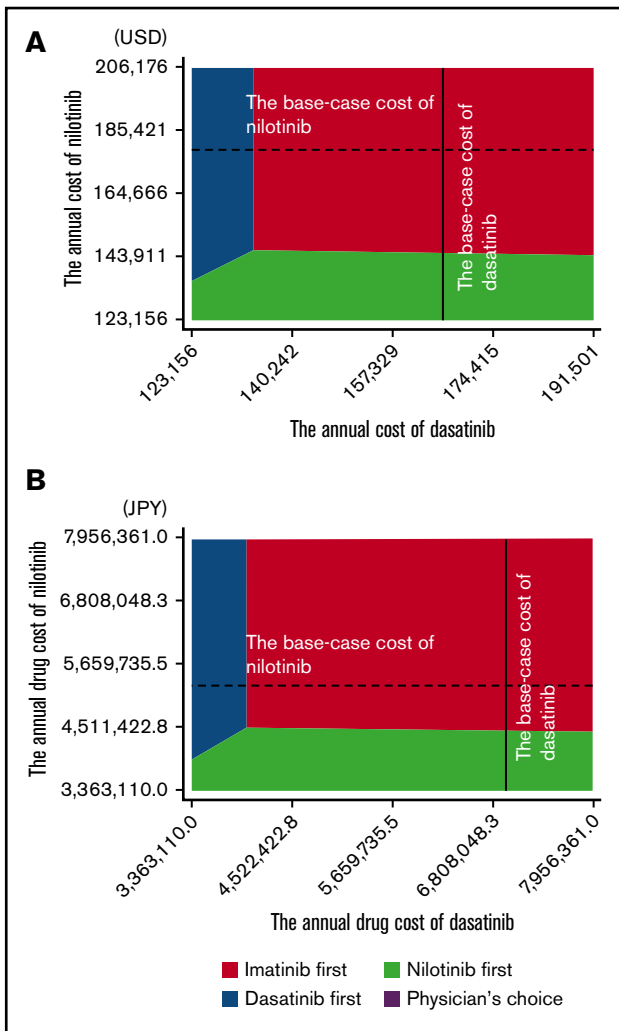 A
(USD)
The annual cost of nilotinib
206,176
185,421
164,666
143,911
123,156
The base-case cost of
nilotinib
The base-case cost of
dasatinib
123,156
140,242
157,329
174,415
191,501
The annual cost of dasatinib
B
(JPY)
The annual drug cost of nilotinib
7,956,361.0
6,808,048.3
5,659,735.5
4,511,422.8
3,363,110.0
The base-case cost of
nilotinib
The base-case cost of
dasatinib
3,363,110.0
4,522,422.8
5,659,735.5
6,808,048.3
7,956,361.0
The annual drug cost of dasatinib
Imatinib first
Nilotinib first
Dasatinib first
Physician's choice